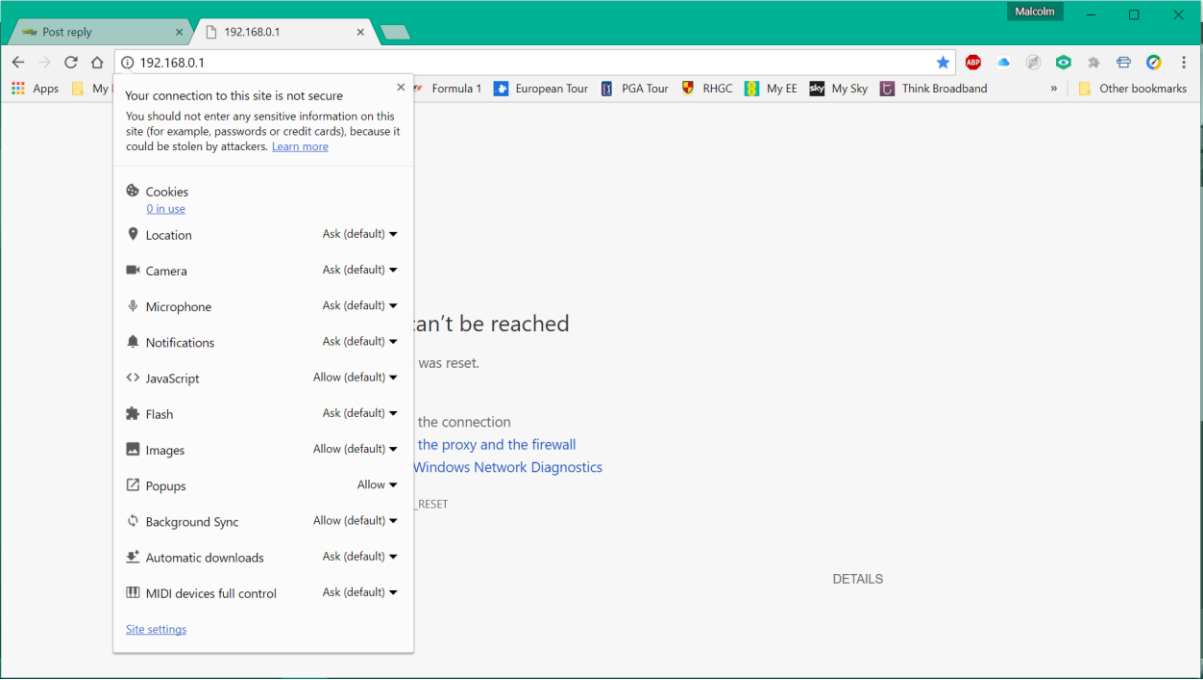 Malcolm
Post reply
192.168.0.1
192.168.0.1
ABP
Apps
My
Formula 1
European Tour
PGA Tour
RHGC
My EE
sky
My Sky
Think Broadband
»
Other bookmarks
Your connection to this site is not secure
You should not enter any sensitive information on this
site (for example, passwords or credit cards), because it
could be stolen by attackers. Learn more
Cookies
0 in use
Location Ask (default)
Camera Ask (default)
Microphone Ask (default)
Notifications Ask (default)
JavaScript Allow (default)
Flash Ask (default)
Images Allow (default)
Popups Allow
Background Sync Allow (default)
Automatic downloads Ask (default)
MIDI devices full control Ask (default)
Site settings
can't be reached
was reset.
the connection
the proxy and the firewall
Windows Network Diagnostics
_RESET
DETAILS